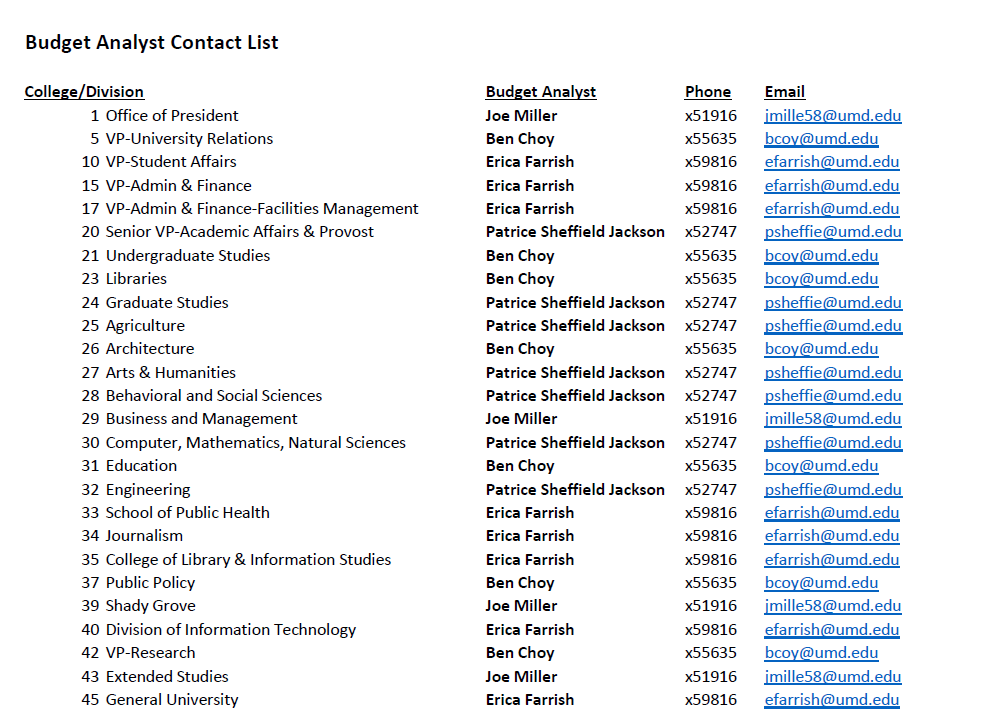 Budget Analyst Contact List
College/Division Budget Analyst Phone Email
1 Office of President Joe Miller x51916 jmille58@umd.edu
5 VP-University Relations Ben Choy x55635 bcoy@umd.edu
10 VP-Student Affairs Erica Farrish x59816 efarrish@umd.edu
15 VP-Admin & Finance Erica Farrish x59816 efarrish@umd.edu
17 VP-Admin & Finance-Facilities Management Erica Farrish x59816 efarrish@umd.edu
20 Senior VP-Academic Affairs & Provost Patrice Sheffield Jackson x52747 psheffie@umd.edu
21 Undergraduate Studies Ben Choy x55635 bcoy@umd.edu
23 Libraries Ben Choy x55635 bcoy@umd.edu
24 Graduate Studies Patrice Sheffield Jackson x52747 psheffie@umd.edu
25 Agriculture Patrice Sheffield Jackson x52747 psheffie@umd.edu
26 Architecture Ben Choy x55635 bcoy@umd.edu
27 Arts & Humanities Patrice Sheffield Jackson x52747 psheffie@umd.edu
28 Behavioral and Social Sciences Patrice Sheffield Jackson x52747 psheffie@umd.edu
29 Business and Management Joe Miller x51916 jmille58@umd.edu
30 Computer, Mathematics, Natural Sciences Patrice Sheffield Jackson x52747 psheffie@umd.edu
31 Education Ben Choy x55635 bcoy@umd.edu
32 Engineering Patrice Sheffield Jackson x52747 psheffie@umd.edu
33 School of Public Health Erica Farrish x59816 efarrish@umd.edu
34 Journalism Erica Farrish x59816 efarrish@umd.edu
35 College of Library & Information Studies Erica Farrish x59816 efarrish@umd.edu
37 Public Policy Ben Choy x55635 bcoy@umd.edu
39 Shady Grove Joe Miller x51916 jmille58@umd.edu
40 Division of Information Technology Erica Farrish x59816 efarrish@umd.edu
42 VP-Research Ben Choy x55635 bcoy@umd.edu
43 Extended Studies Joe Miller x51916 jmille58@umd.edu
45 General University Erica Farrish x59816 efarrish@umd.edu